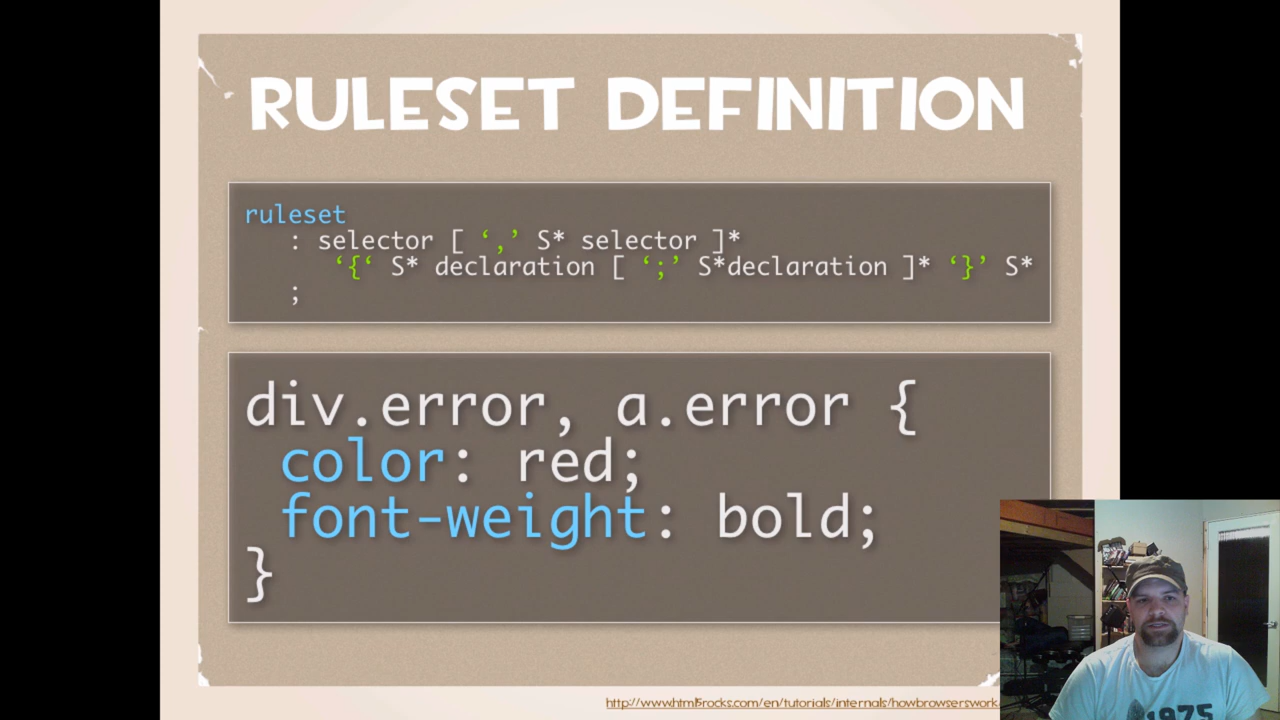 RULESET DEFINITION
ruleset
: selector [ ‘,’ S* selector ]*
‘{‘ S* declaration [ ‘;’ S*declaration ]* ‘}’ S*
;
div.error, a.error {
color: red;
font-weight: bold;
}
http://www.html5rocks.com/en/tutorials/internals/howbrowserswork
1975